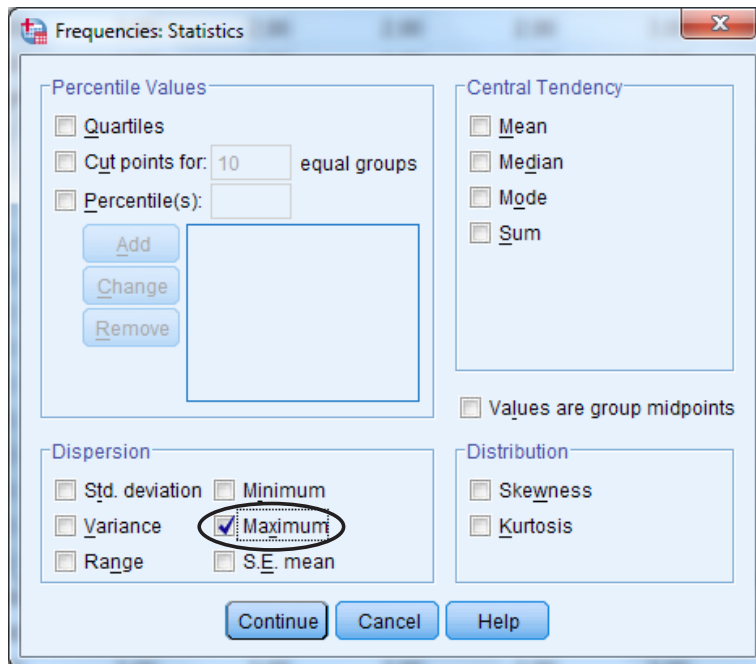 Frequencies: Statistics
Percentile Values
Quartiles
Cut points for: 10 equal groups
Percentile(s):
Add
Change
Remove
Central Tendency
Mean
Median
Mode
Sum
Values are group midpoints
Dispersion
Std. deviation Minimum
Variance Maximum
Range S.E. mean
Distribution
Skewness
Kurtosis
Continue Cancel Help